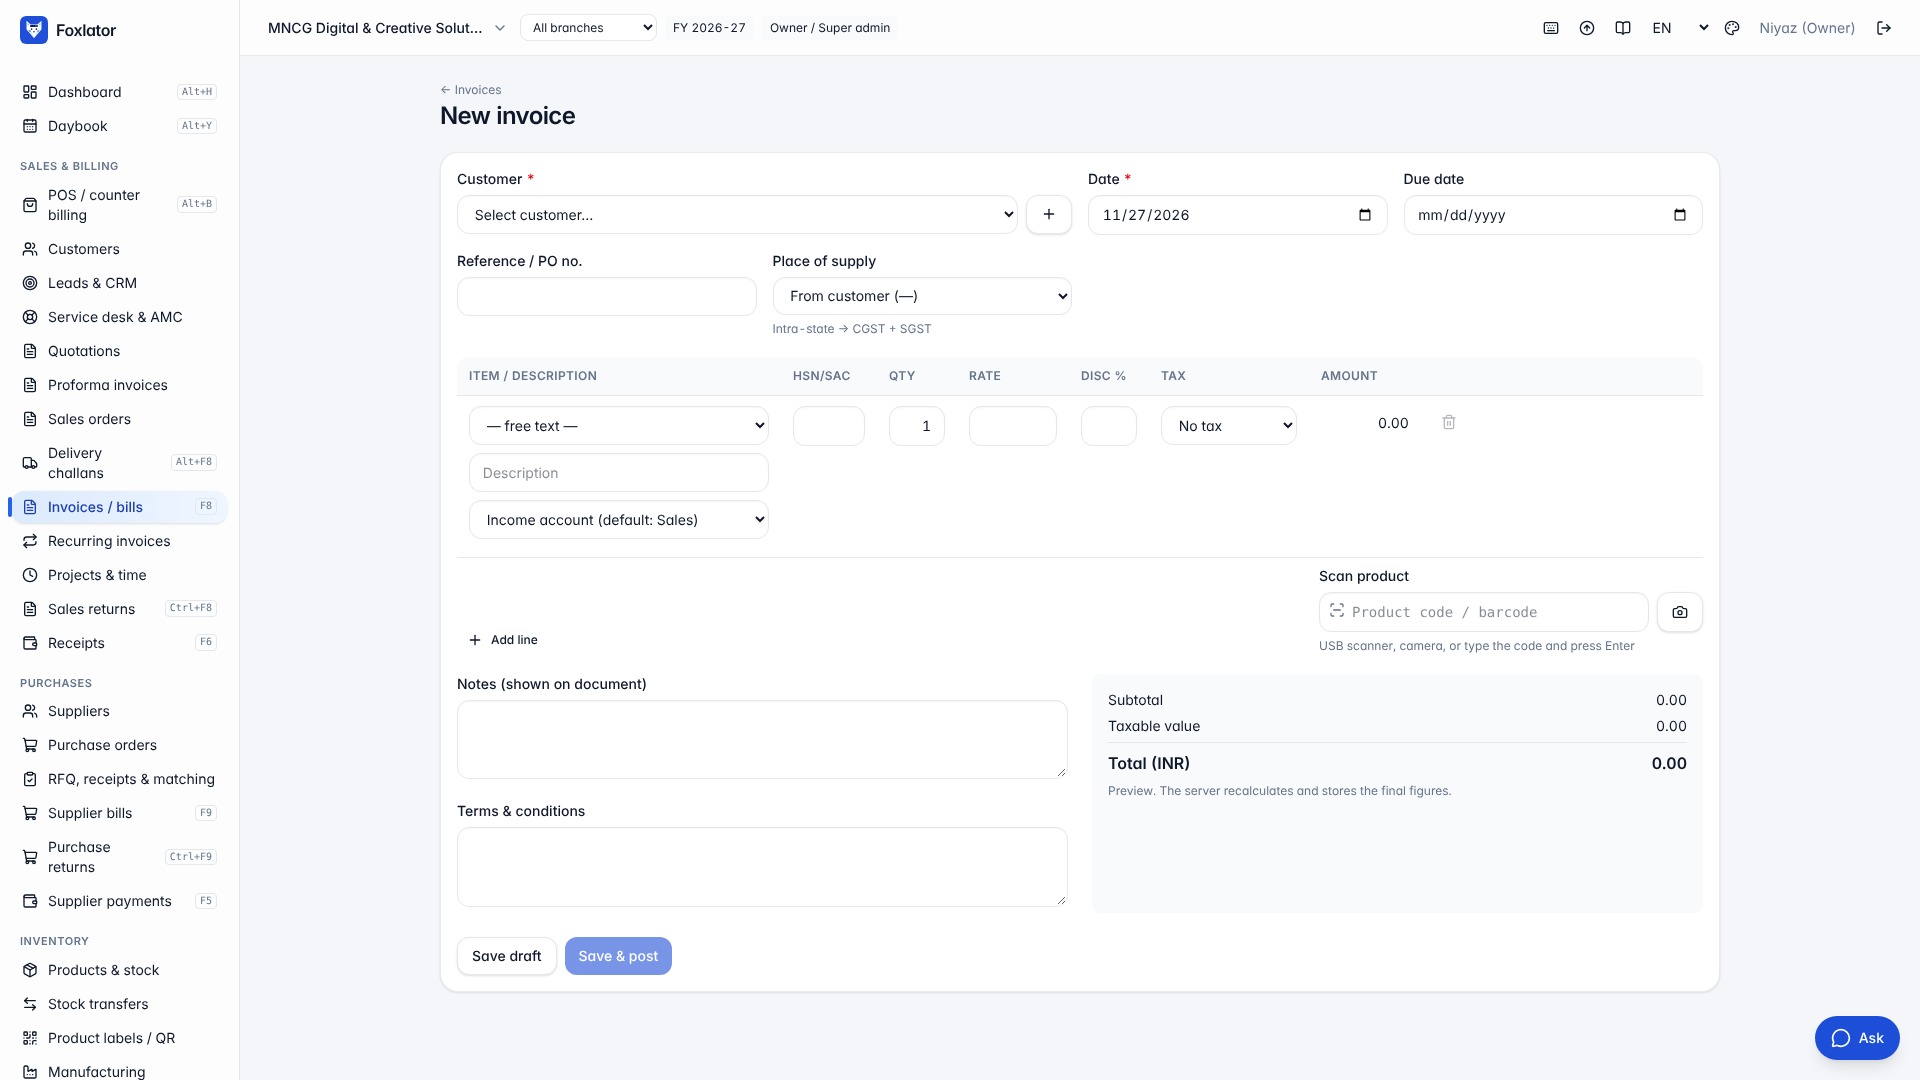 Foxlator
MNCG Digital & Creative Solut...
All branches
FY 2026-27
Owner / Super admin
EN
Niyaz (Owner)
Dashboard Alt+H
Daybook Alt+Y
SALES & BILLING
POS / counter
billing
Alt+B
Customers
Leads & CRM
Service desk & AMC
Quotations
Proforma invoices
Sales orders
Delivery
challans
Alt+F8
Invoices / bills F8
Recurring invoices
Projects & time
Sales returns Ctrl+F8
Receipts F6
PURCHASES
Suppliers
Purchase orders
RFQ, receipts & matching
Supplier bills F9
Purchase
returns
Ctrl+F9
Supplier payments F5
INVENTORY
Products & stock
Stock transfers
Product labels / QR
Manufacturing
← Invoices
New invoice
Customer * Date * Due date
Select customer... + 11/27/2026 mm/dd/yyyy
Reference / PO no. Place of supply
From customer (—)
Intra-state → CGST + SGST
ITEM / DESCRIPTION HSN/SAC QTY RATE DISC % TAX AMOUNT
— free text — 1 No tax 0.00
Description
Income account (default: Sales)
Scan product
Product code / barcode
USB scanner, camera, or type the code and press Enter
+ Add line
Notes (shown on document)
Subtotal 0.00
Taxable value 0.00
Total (INR) 0.00
Preview. The server recalculates and stores the final figures.
Terms & conditions
Save draft Save & post
Ask